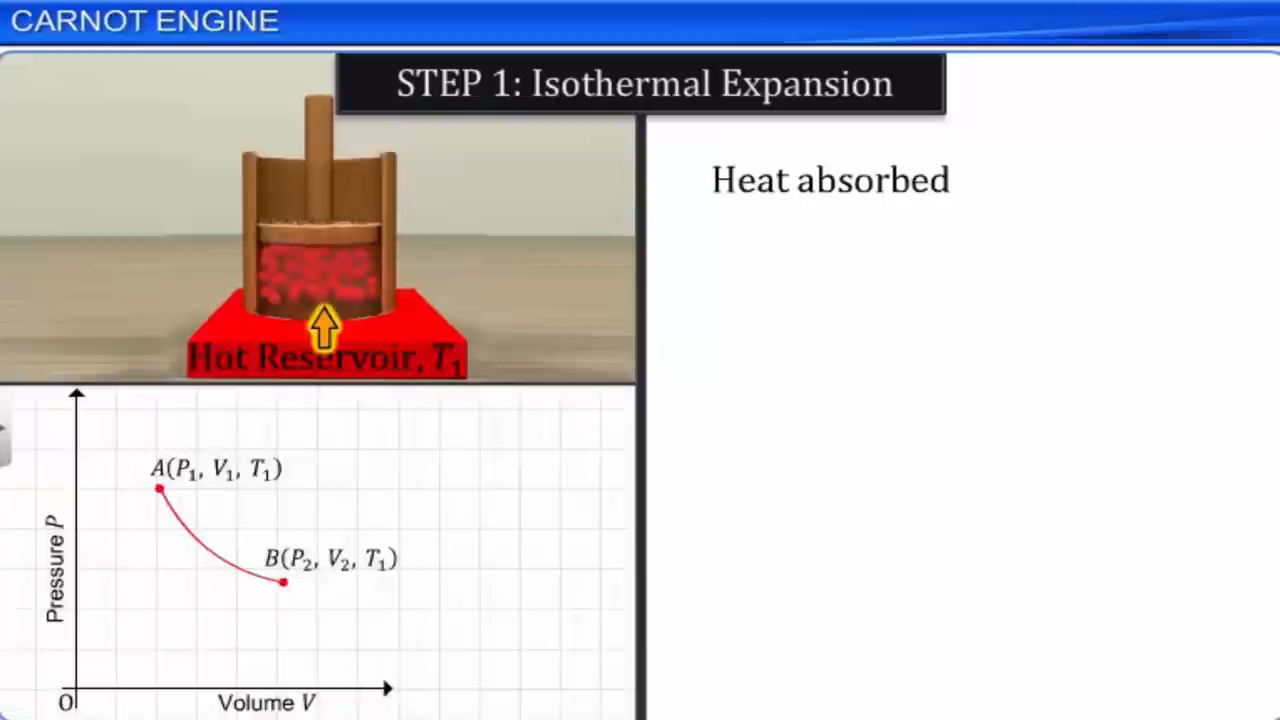 CARNOT ENGINE
STEP 1: Isothermal Expansion
Hot Reservoir, T₁
Heat absorbed
A(P₁, V₁, T₁)
B(P₂, V₂, T₁)
Pressure P
O
Volume V